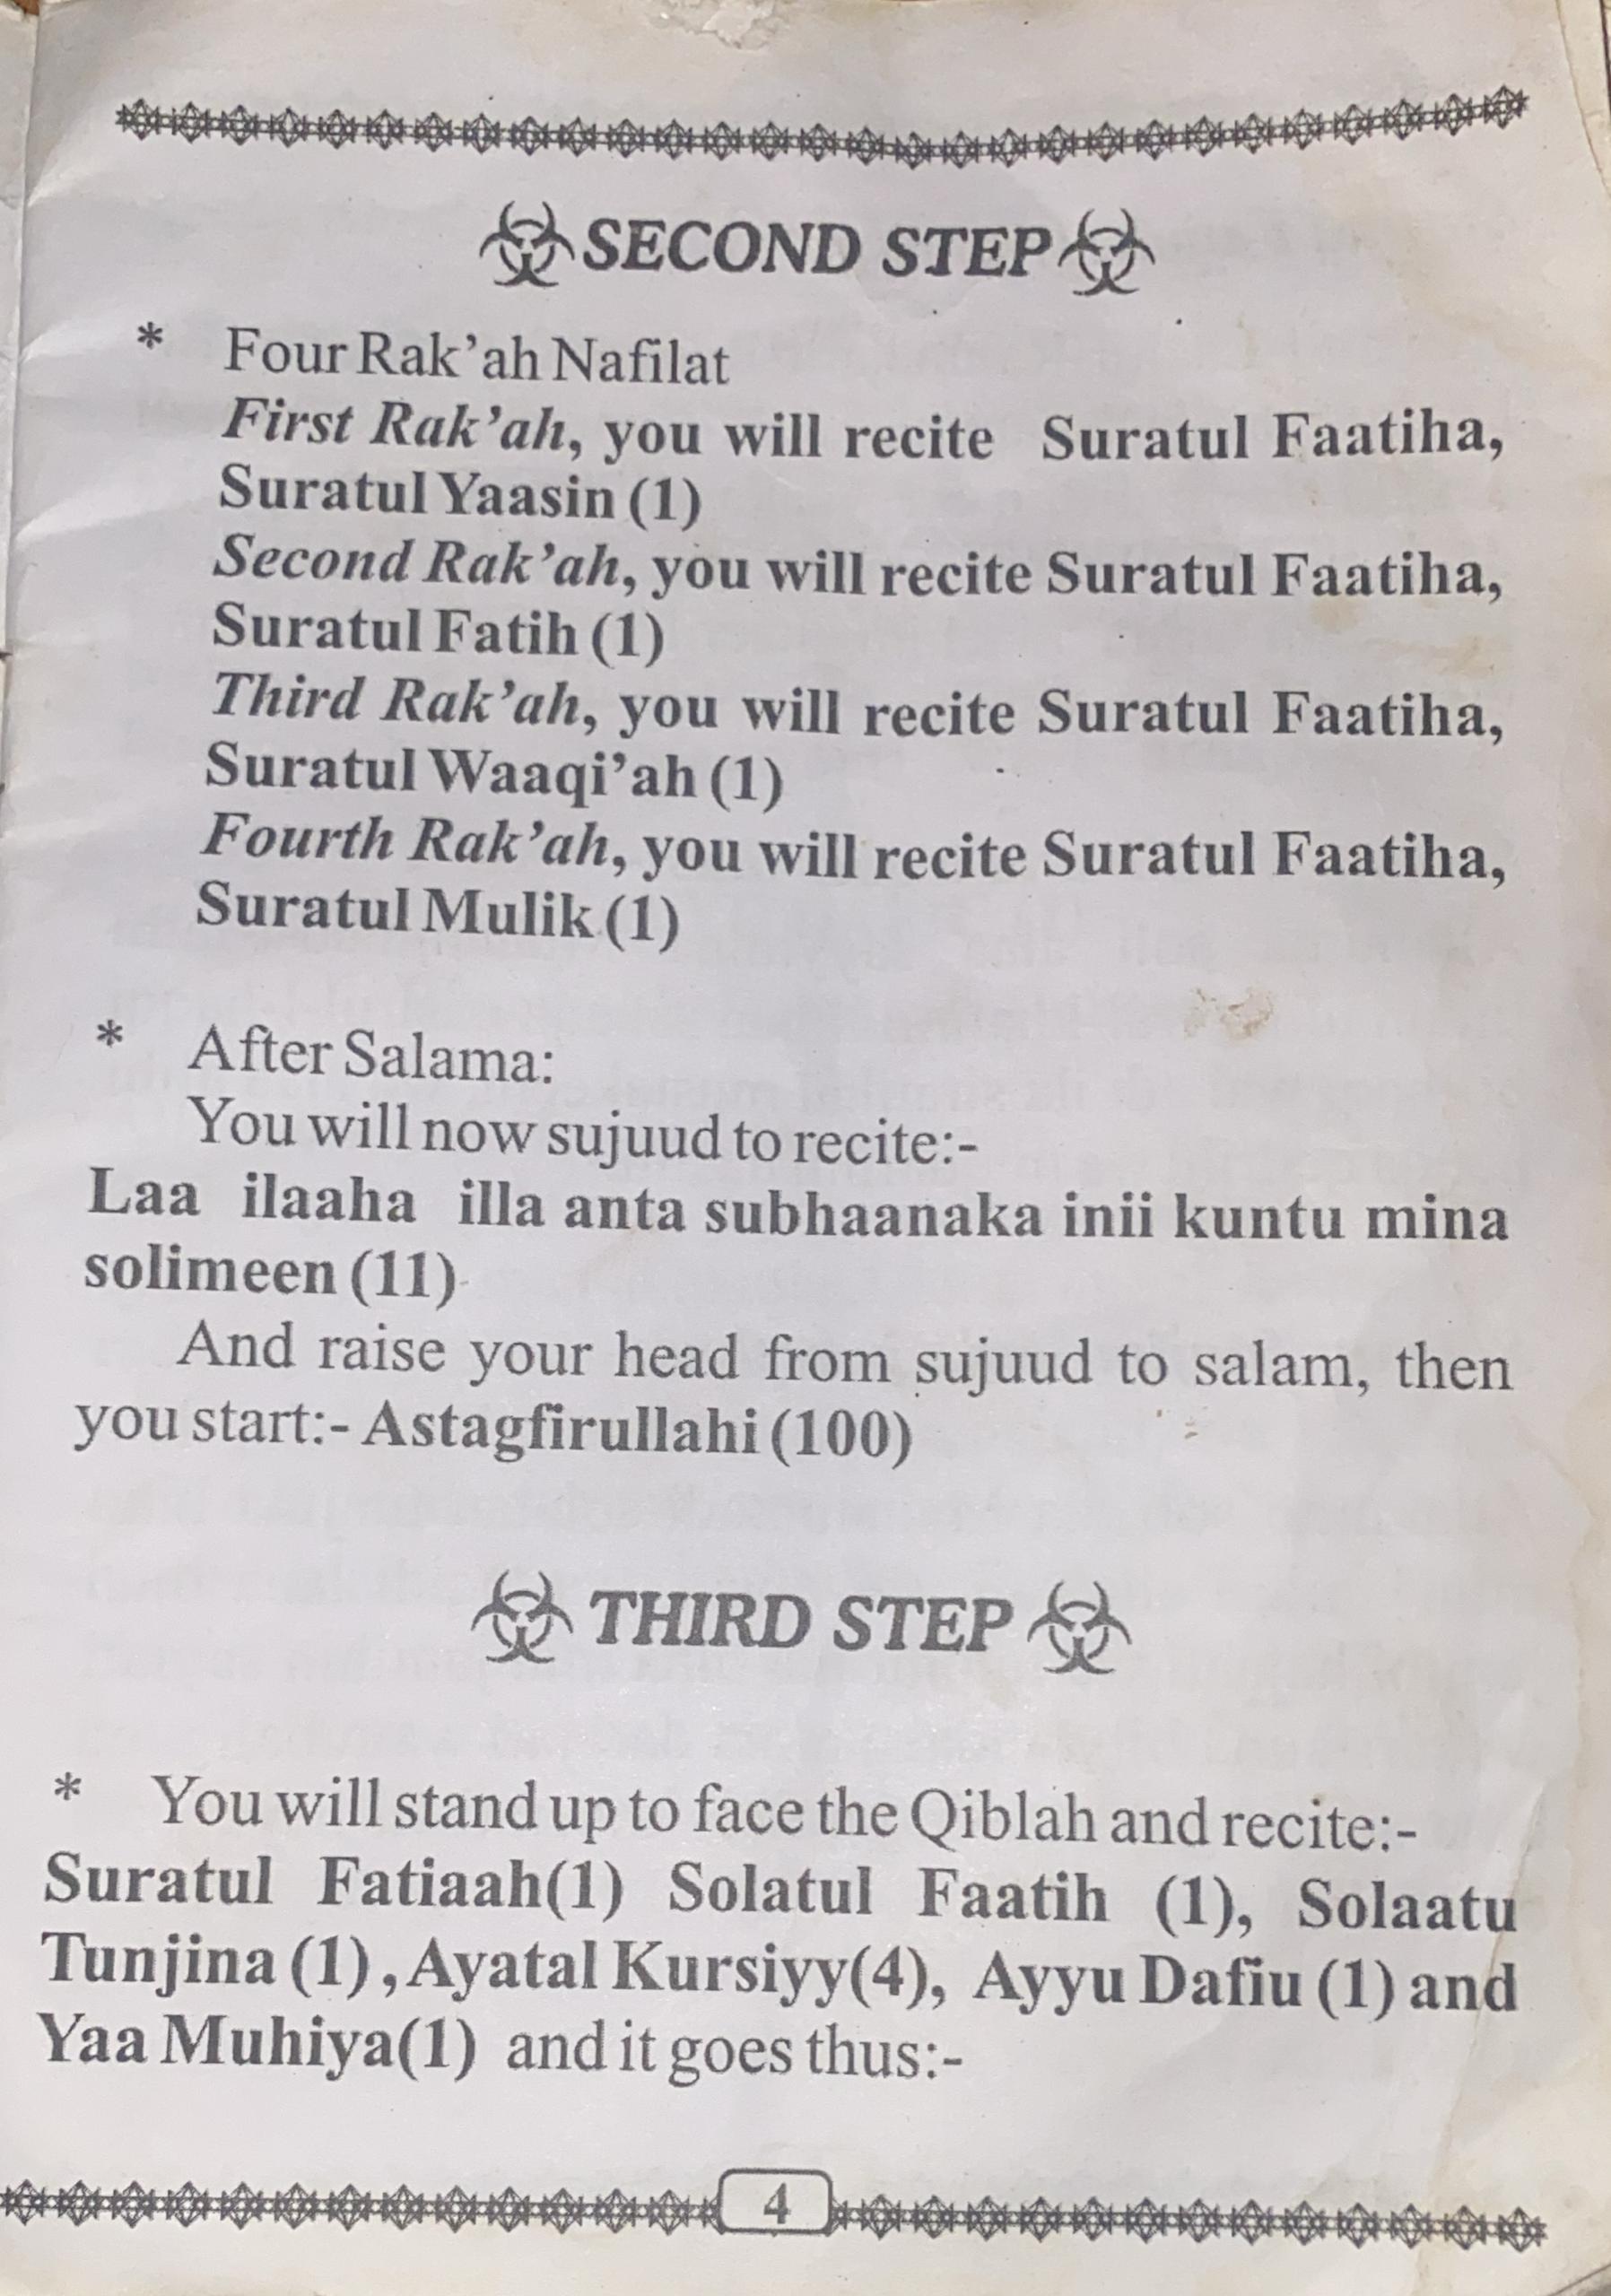 SECOND STEP
* Four Rak'ah Nafilat
First Rak'ah, you will recite Suratul Faatiha,
Suratul Yaasin (1)
Second Rak'ah, you will recite Suratul Faatiha,
Suratul Fatih (1)
Third Rak'ah, you will recite Suratul Faatiha,
Suratul Waaqi'ah (1)
Fourth Rak'ah, you will recite Suratul Faatiha,
Suratul Mulik (1)
* After Salama:
You will now sujuud to recite:-
Laa ilaaha illa anta subhaanaka inii kuntu mina
solimeen (11)
And raise your head from sujuud to salam, then
you start:- Astagfirullahi (100)
THIRD STEP
* You will stand up to face the Qiblah and recite:-
Suratul Fatiaah(1) Solatul Faatih (1), Solaatu
Tunjina (1), Ayatal Kursiyy(4), Ayyu Dafiu (1) and
Yaa Muhiya(1) and it goes thus:-
4